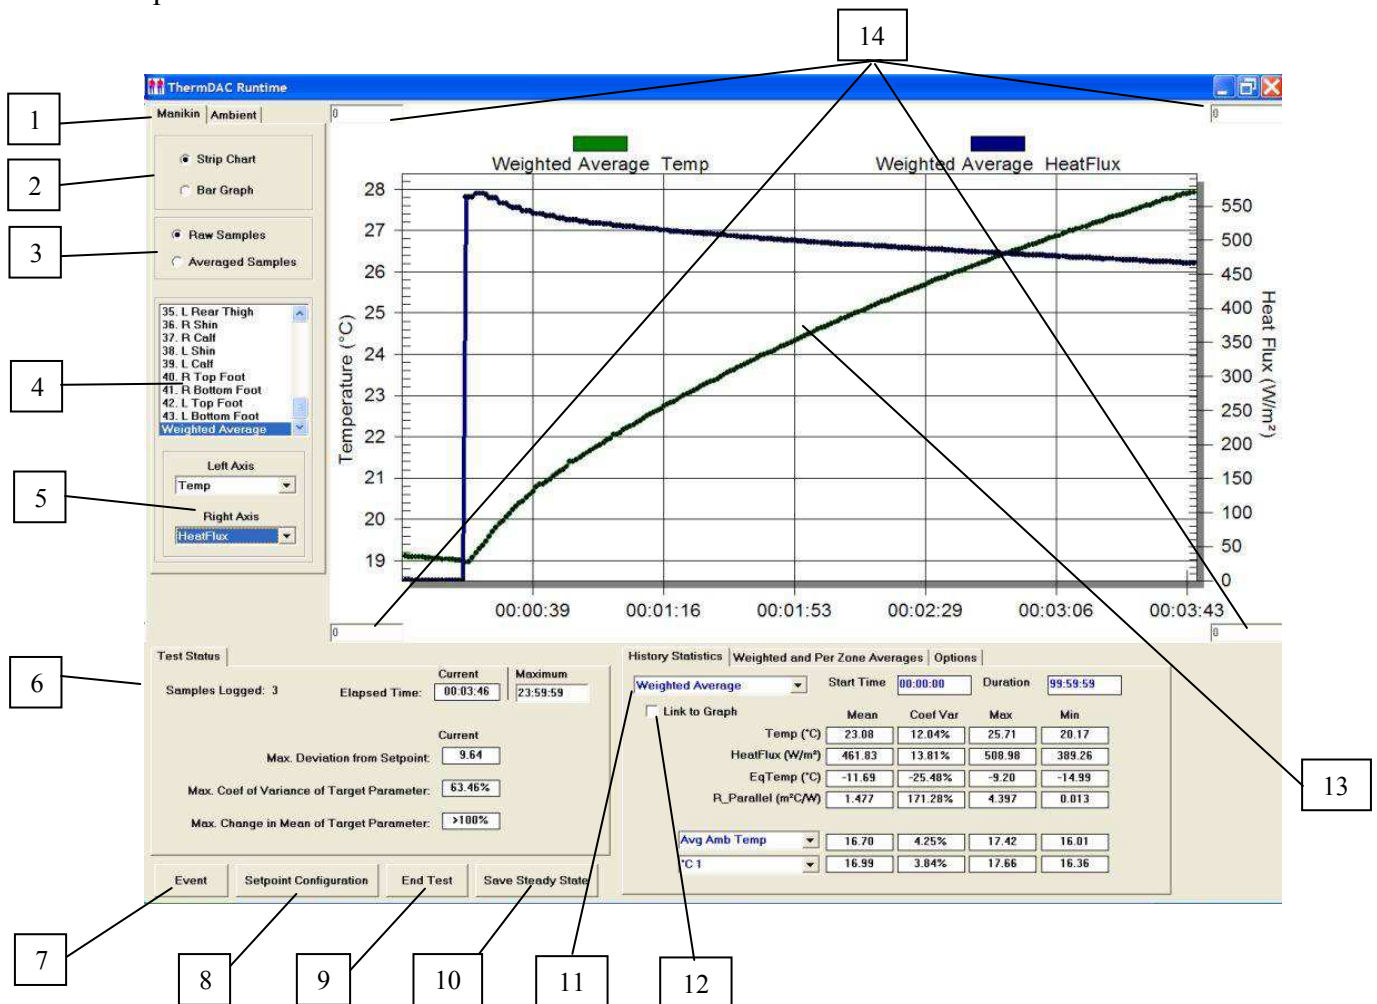 14
ThermDAC Runtime
1
Manikin Ambient
0
0
2
Strip Chart
Bar Graph
Weighted Average Temp
Weighted Average HeatFlux
3
Raw Samples
Averaged Samples
4
35. L Rear Thigh
36. R Shin
37. R Calf
38. L Shin
39. L Calf
40. R Top Foot
41. R Bottom Foot
42. L Top Foot
43. L Bottom Foot
Weighted Average
5
Left Axis
Temp
Right Axis
HeatFlux
Temperature (°C)
28
27
26
25
24
23
22
21
20
19
Heat Flux (W/m²)
550
500
450
400
350
300
250
200
150
100
50
0
00:00:39 00:01:16 00:01:53 00:02:29 00:03:06 00:03:43
0
0
6
Test Status
Samples Logged: 3
Elapsed Time:
Current
00:03:46
Maximum
23:59:59
Current
Max. Deviation from Setpoint: 9.64
Max. Coef of Variance of Target Parameter: 63.46%
Max. Change in Mean of Target Parameter: >100%
History Statistics Weighted and Per Zone Averages Options
Weighted Average Start Time 00:00:00 Duration 99:59:59
Link to Graph
Mean Coef Var Max Min
Temp (°C) 23.08 12.04% 25.71 20.17
HeatFlux (W/m²) 461.83 13.81% 508.98 389.26
EqTemp (°C) -11.69 -25.48% -9.20 -14.99
R_Parallel (m²C/W) 1.477 171.28% 4.397 0.013
Avg Amb Temp 16.70 4.25% 17.42 16.01
°C 1 16.99 3.84% 17.66 16.36
13
Event Setpoint Configuration End Test Save Steady State
7
8
9
10
11
12